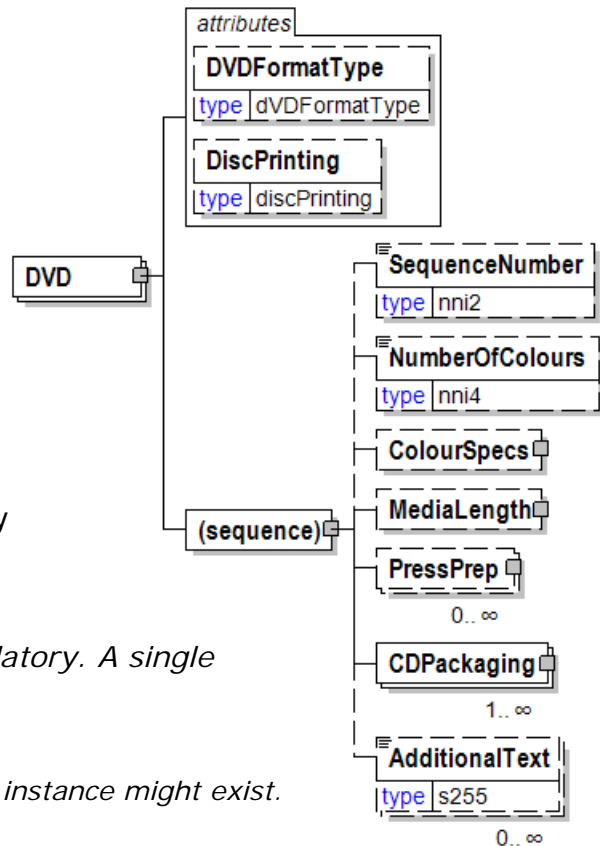 attributes
DVDFormatType
type dVDFormatType
DiscPrinting
type discPrinting
DVD
SequenceNumber
type nni2
NumberOfColours
type nni4
ColourSpecs
MediaLength
(sequence)
PressPrep
0.. ∞
latory. A single
CDPackaging
1.. ∞
AdditionalText
instance might exist.
type s255
0.. ∞